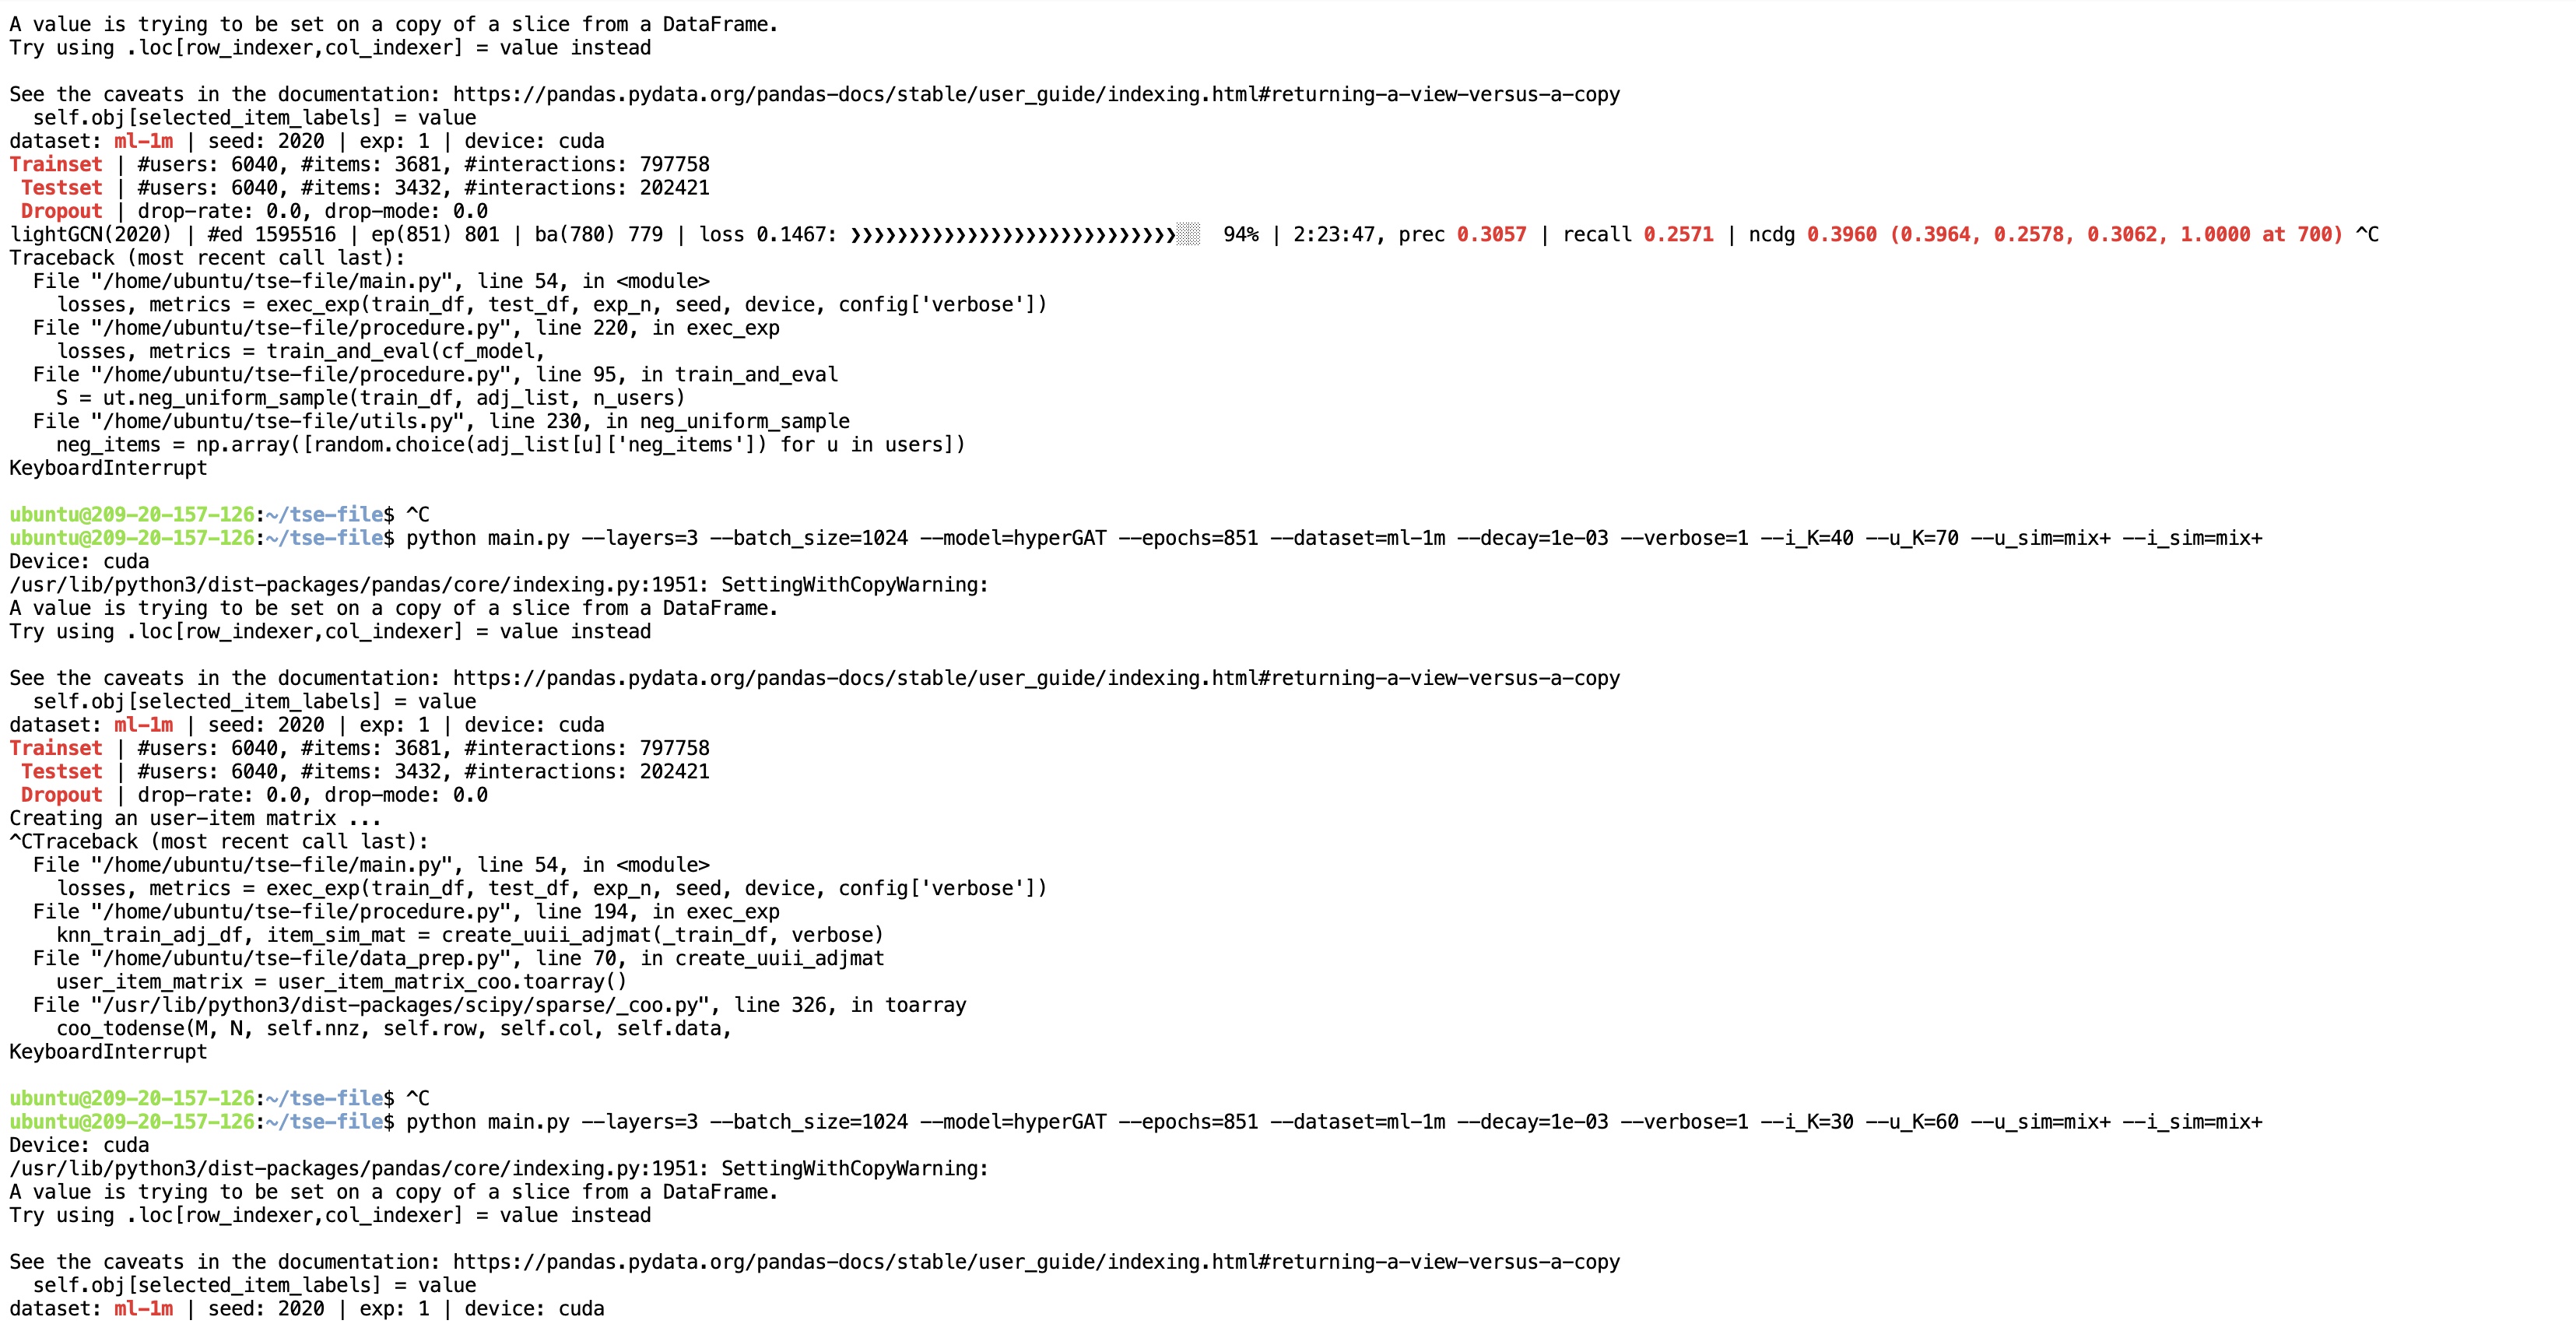 A value is trying to be set on a copy of a slice from a DataFrame.
Try using .loc[row_indexer,col_indexer] = value instead
See the caveats in the documentation: https://pandas.pydata.org/pandas-docs/stable/user_guide/indexing.html#returning-a-view-versus-a-copy
  self.obj[selected_item_labels] = value
dataset: ml-1m | seed: 2020 | exp: 1 | device: cuda
Trainset | #users: 6040, #items: 3681, #interactions: 797758
 Testset | #users: 6040, #items: 3432, #interactions: 202421
 Dropout | drop-rate: 0.0, drop-mode: 0.0
lightGCN(2020) | #ed 1595516 | ep(851) 801 | ba(780) 779 | loss 0.1467: ❯❯❯❯❯❯❯❯❯❯❯❯❯❯❯❯❯❯❯❯❯❯❯❯❯❯❯❯░░  94% | 2:23:47, prec 0.3057 | recall 0.2571 | ncdg 0.3960 (0.3964, 0.2578, 0.3062, 1.0000 at 700) ^C
Traceback (most recent call last):
  File "/home/ubuntu/tse-file/main.py", line 54, in <module>
    losses, metrics = exec_exp(train_df, test_df, exp_n, seed, device, config['verbose'])
  File "/home/ubuntu/tse-file/procedure.py", line 220, in exec_exp
    losses, metrics = train_and_eval(cf_model,
  File "/home/ubuntu/tse-file/procedure.py", line 95, in train_and_eval
    S = ut.neg_uniform_sample(train_df, adj_list, n_users)
  File "/home/ubuntu/tse-file/utils.py", line 230, in neg_uniform_sample
    neg_items = np.array([random.choice(adj_list[u]['neg_items']) for u in users])
KeyboardInterrupt
ubuntu@209-20-157-126:~/tse-file$ ^C
ubuntu@209-20-157-126:~/tse-file$ python main.py --layers=3 --batch_size=1024 --model=hyperGAT --epochs=851 --dataset=ml-1m --decay=1e-03 --verbose=1 --i_K=40 --u_K=70 --u_sim=mix+ --i_sim=mix+
Device: cuda
/usr/lib/python3/dist-packages/pandas/core/indexing.py:1951: SettingWithCopyWarning:
A value is trying to be set on a copy of a slice from a DataFrame.
Try using .loc[row_indexer,col_indexer] = value instead
See the caveats in the documentation: https://pandas.pydata.org/pandas-docs/stable/user_guide/indexing.html#returning-a-view-versus-a-copy
  self.obj[selected_item_labels] = value
dataset: ml-1m | seed: 2020 | exp: 1 | device: cuda
Trainset | #users: 6040, #items: 3681, #interactions: 797758
 Testset | #users: 6040, #items: 3432, #interactions: 202421
 Dropout | drop-rate: 0.0, drop-mode: 0.0
Creating an user-item matrix ...
^CTraceback (most recent call last):
  File "/home/ubuntu/tse-file/main.py", line 54, in <module>
    losses, metrics = exec_exp(train_df, test_df, exp_n, seed, device, config['verbose'])
  File "/home/ubuntu/tse-file/procedure.py", line 194, in exec_exp
    knn_train_adj_df, item_sim_mat = create_uuii_adjmat(_train_df, verbose)
  File "/home/ubuntu/tse-file/data_prep.py", line 70, in create_uuii_adjmat
    user_item_matrix = user_item_matrix_coo.toarray()
  File "/usr/lib/python3/dist-packages/scipy/sparse/_coo.py", line 326, in toarray
    coo_todense(M, N, self.nnz, self.row, self.col, self.data,
KeyboardInterrupt
ubuntu@209-20-157-126:~/tse-file$ ^C
ubuntu@209-20-157-126:~/tse-file$ python main.py --layers=3 --batch_size=1024 --model=hyperGAT --epochs=851 --dataset=ml-1m --decay=1e-03 --verbose=1 --i_K=30 --u_K=60 --u_sim=mix+ --i_sim=mix+
Device: cuda
/usr/lib/python3/dist-packages/pandas/core/indexing.py:1951: SettingWithCopyWarning:
A value is trying to be set on a copy of a slice from a DataFrame.
Try using .loc[row_indexer,col_indexer] = value instead
See the caveats in the documentation: https://pandas.pydata.org/pandas-docs/stable/user_guide/indexing.html#returning-a-view-versus-a-copy
  self.obj[selected_item_labels] = value
dataset: ml-1m | seed: 2020 | exp: 1 | device: cuda